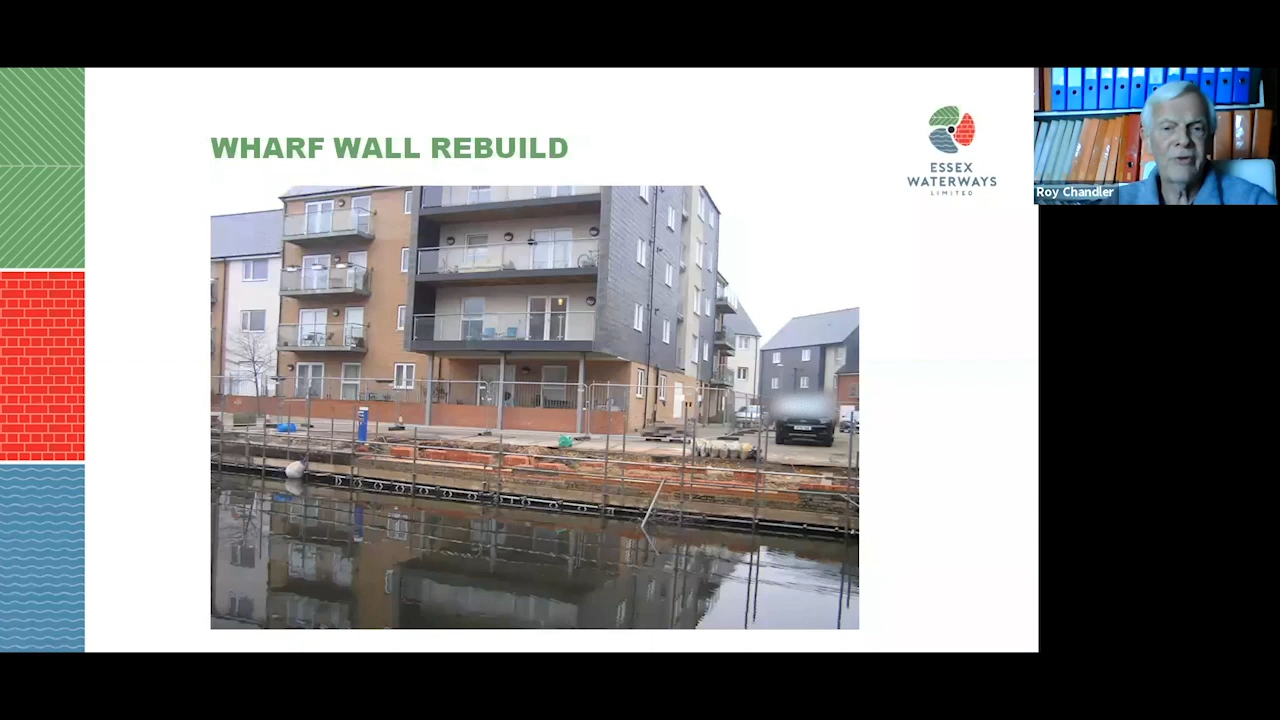 WHARF WALL REBUILD
ESSEX
WATERWAYS
LIMITED
Roy Chandler